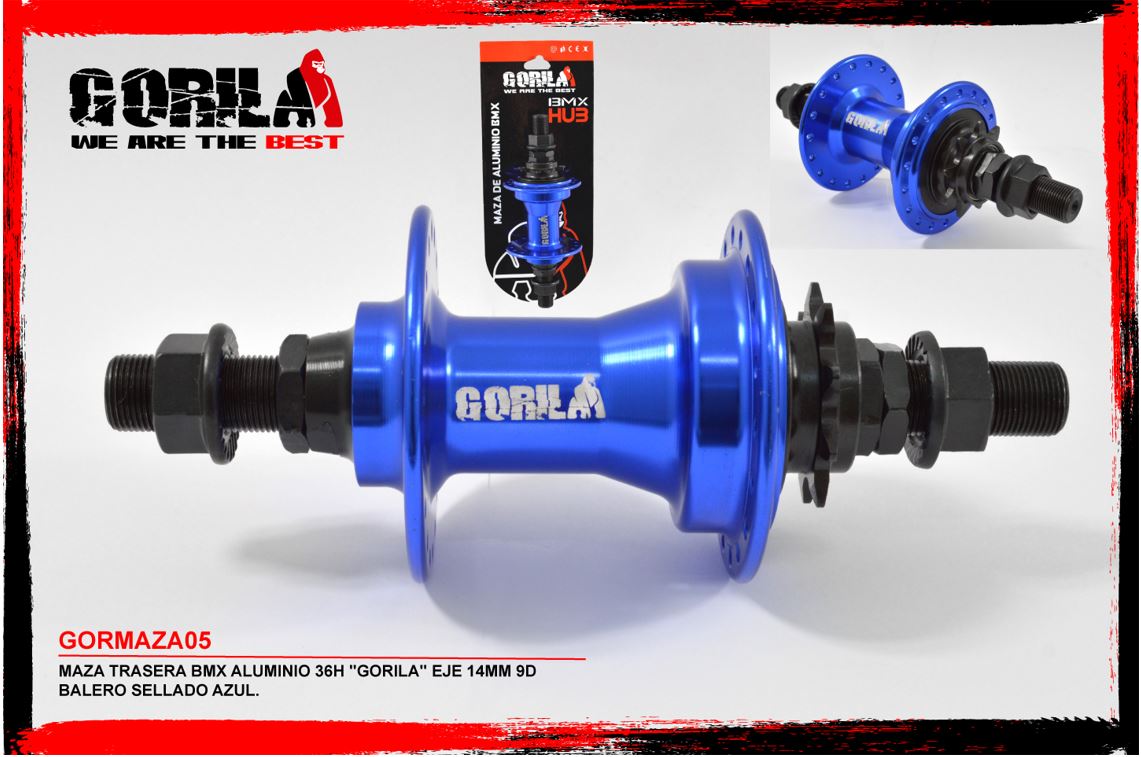 GORILA
WE ARE THE BEST
GORILA
WE ARE THE BEST
BMX
HUB
MAZA DE ALUMINIO BMX
GORILA
GORILA
GORILA
GORMAZA05
MAZA TRASERA BMX ALUMINIO 36H "GORILA" EJE 14MM 9D
BALERO SELLADO AZUL.